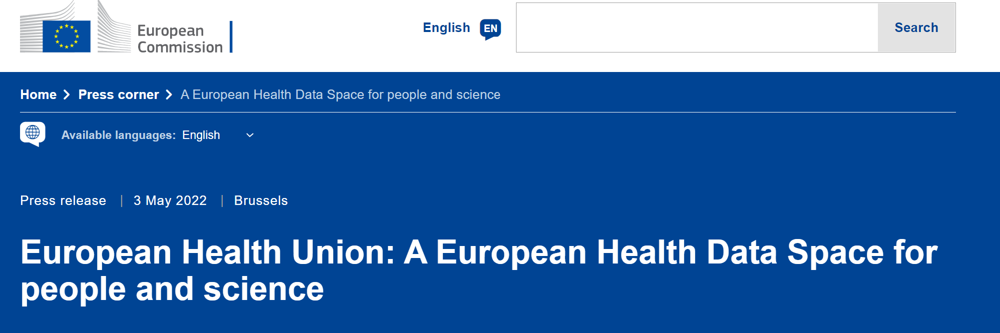 European
Commission
English EN
Search
Home Press corner A European Health Data Space for people and science
Available languages: English
Press release | 3 May 2022 | Brussels
European Health Union: A European Health Data Space for
people and science